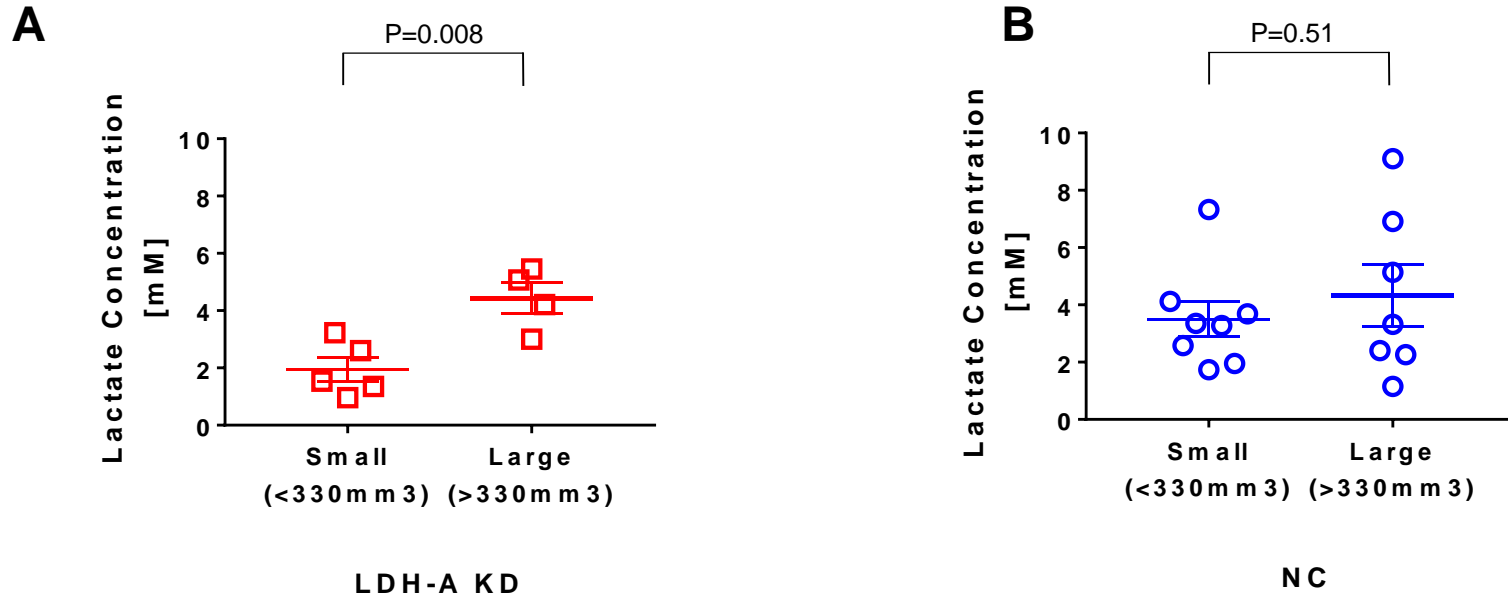 A
P=0.008
Lactate Concentration
[mM]
10
8
6
4
2
0
Small
(<330mm3)
Large
(>330mm3)
LDH-A KD
B
P=0.51
Lactate Concentration
[mM]
10
8
6
4
2
0
Small
(<330mm3)
Large
(>330mm3)
NC